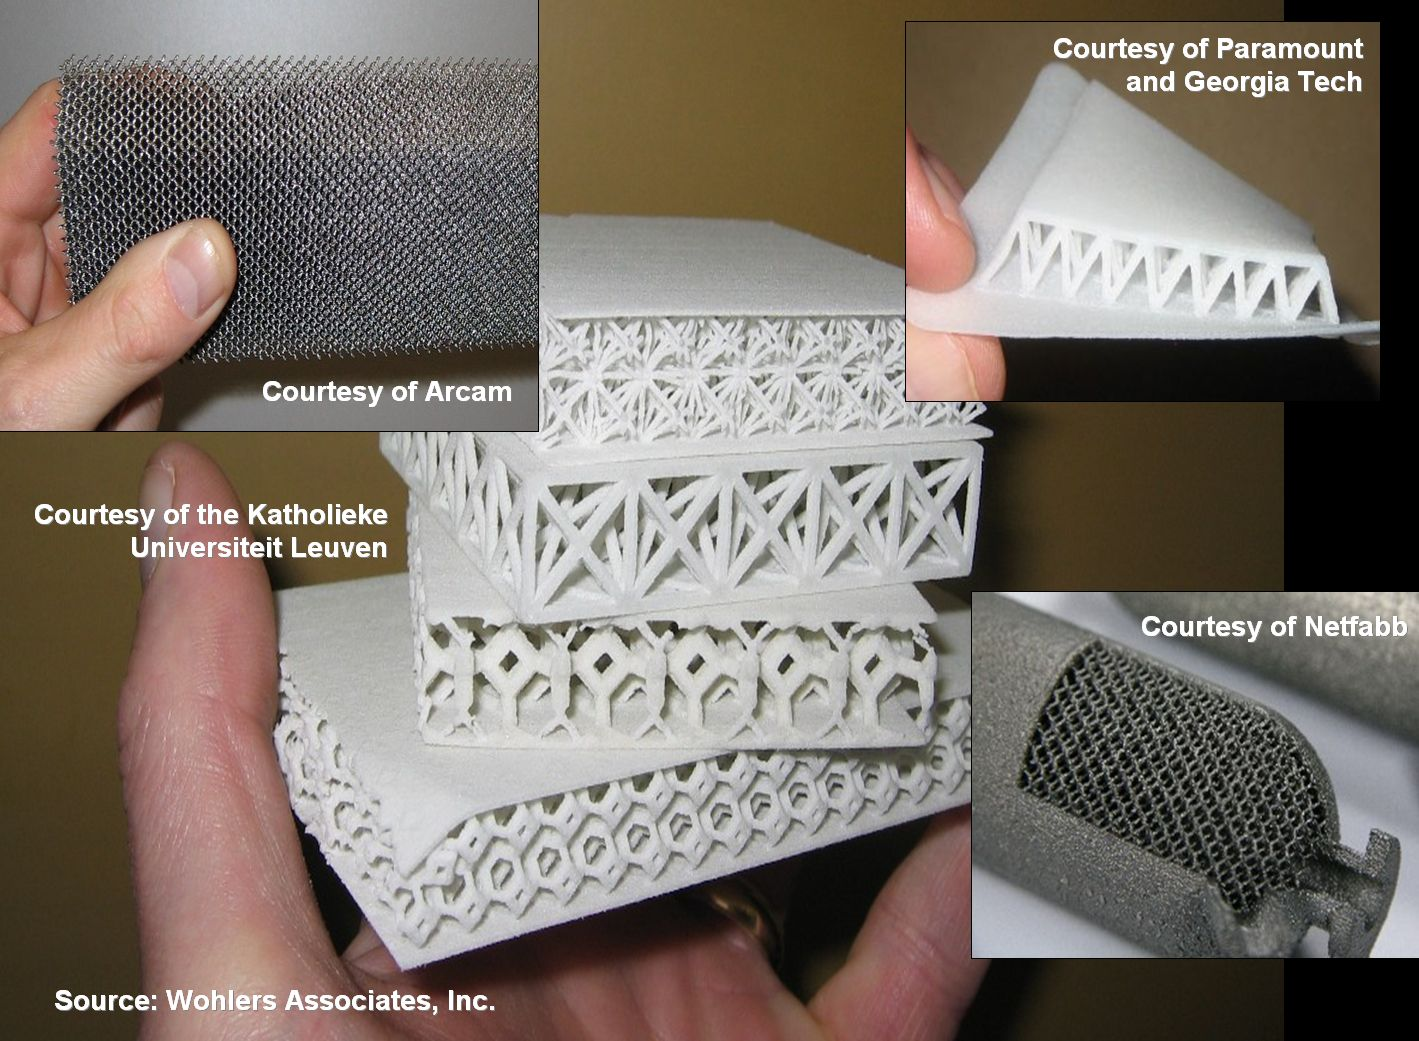 Courtesy of Paramount
and Georgia Tech
Courtesy of Arcam
Courtesy of the Katholieke
Universiteit Leuven
Courtesy of Netfabb
Source: Wohlers Associates, Inc.